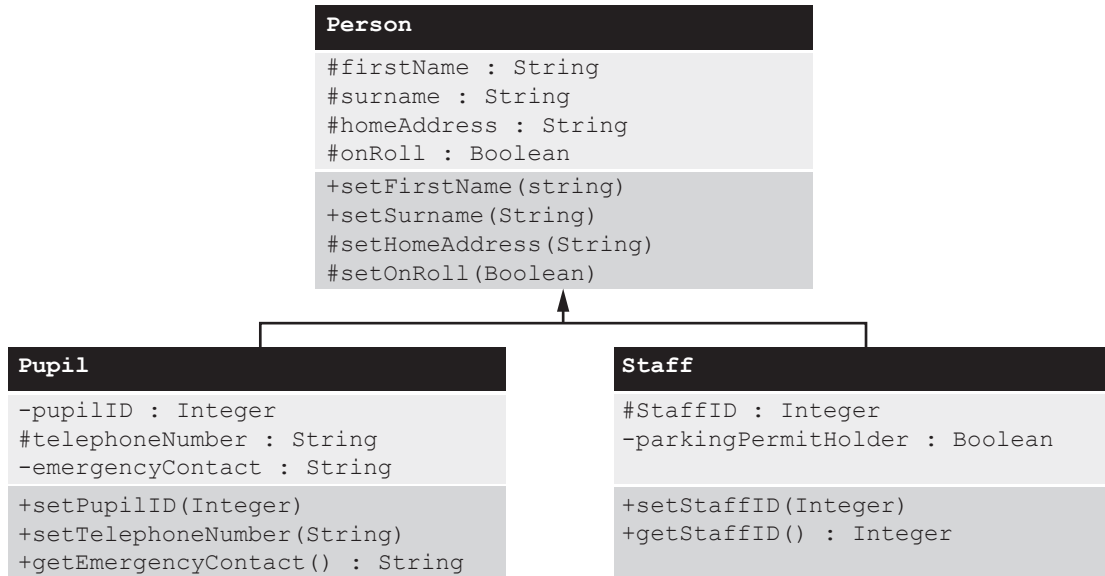 Person
#firstName : String
#surname : String
#homeAddress : String
#onRoll : Boolean
+setFirstName(string)
+setSurname(String)
#setHomeAddress(String)
#setOnRoll(Boolean)
Pupil
-pupilID : Integer
#telephoneNumber : String
-emergencyContact : String
+setPupilID(Integer)
+setTelephoneNumber(String)
+getEmergencyContact() : String
Staff
#StaffID : Integer
-parkingPermitHolder : Boolean
+setStaffID(Integer)
+getStaffID() : Integer